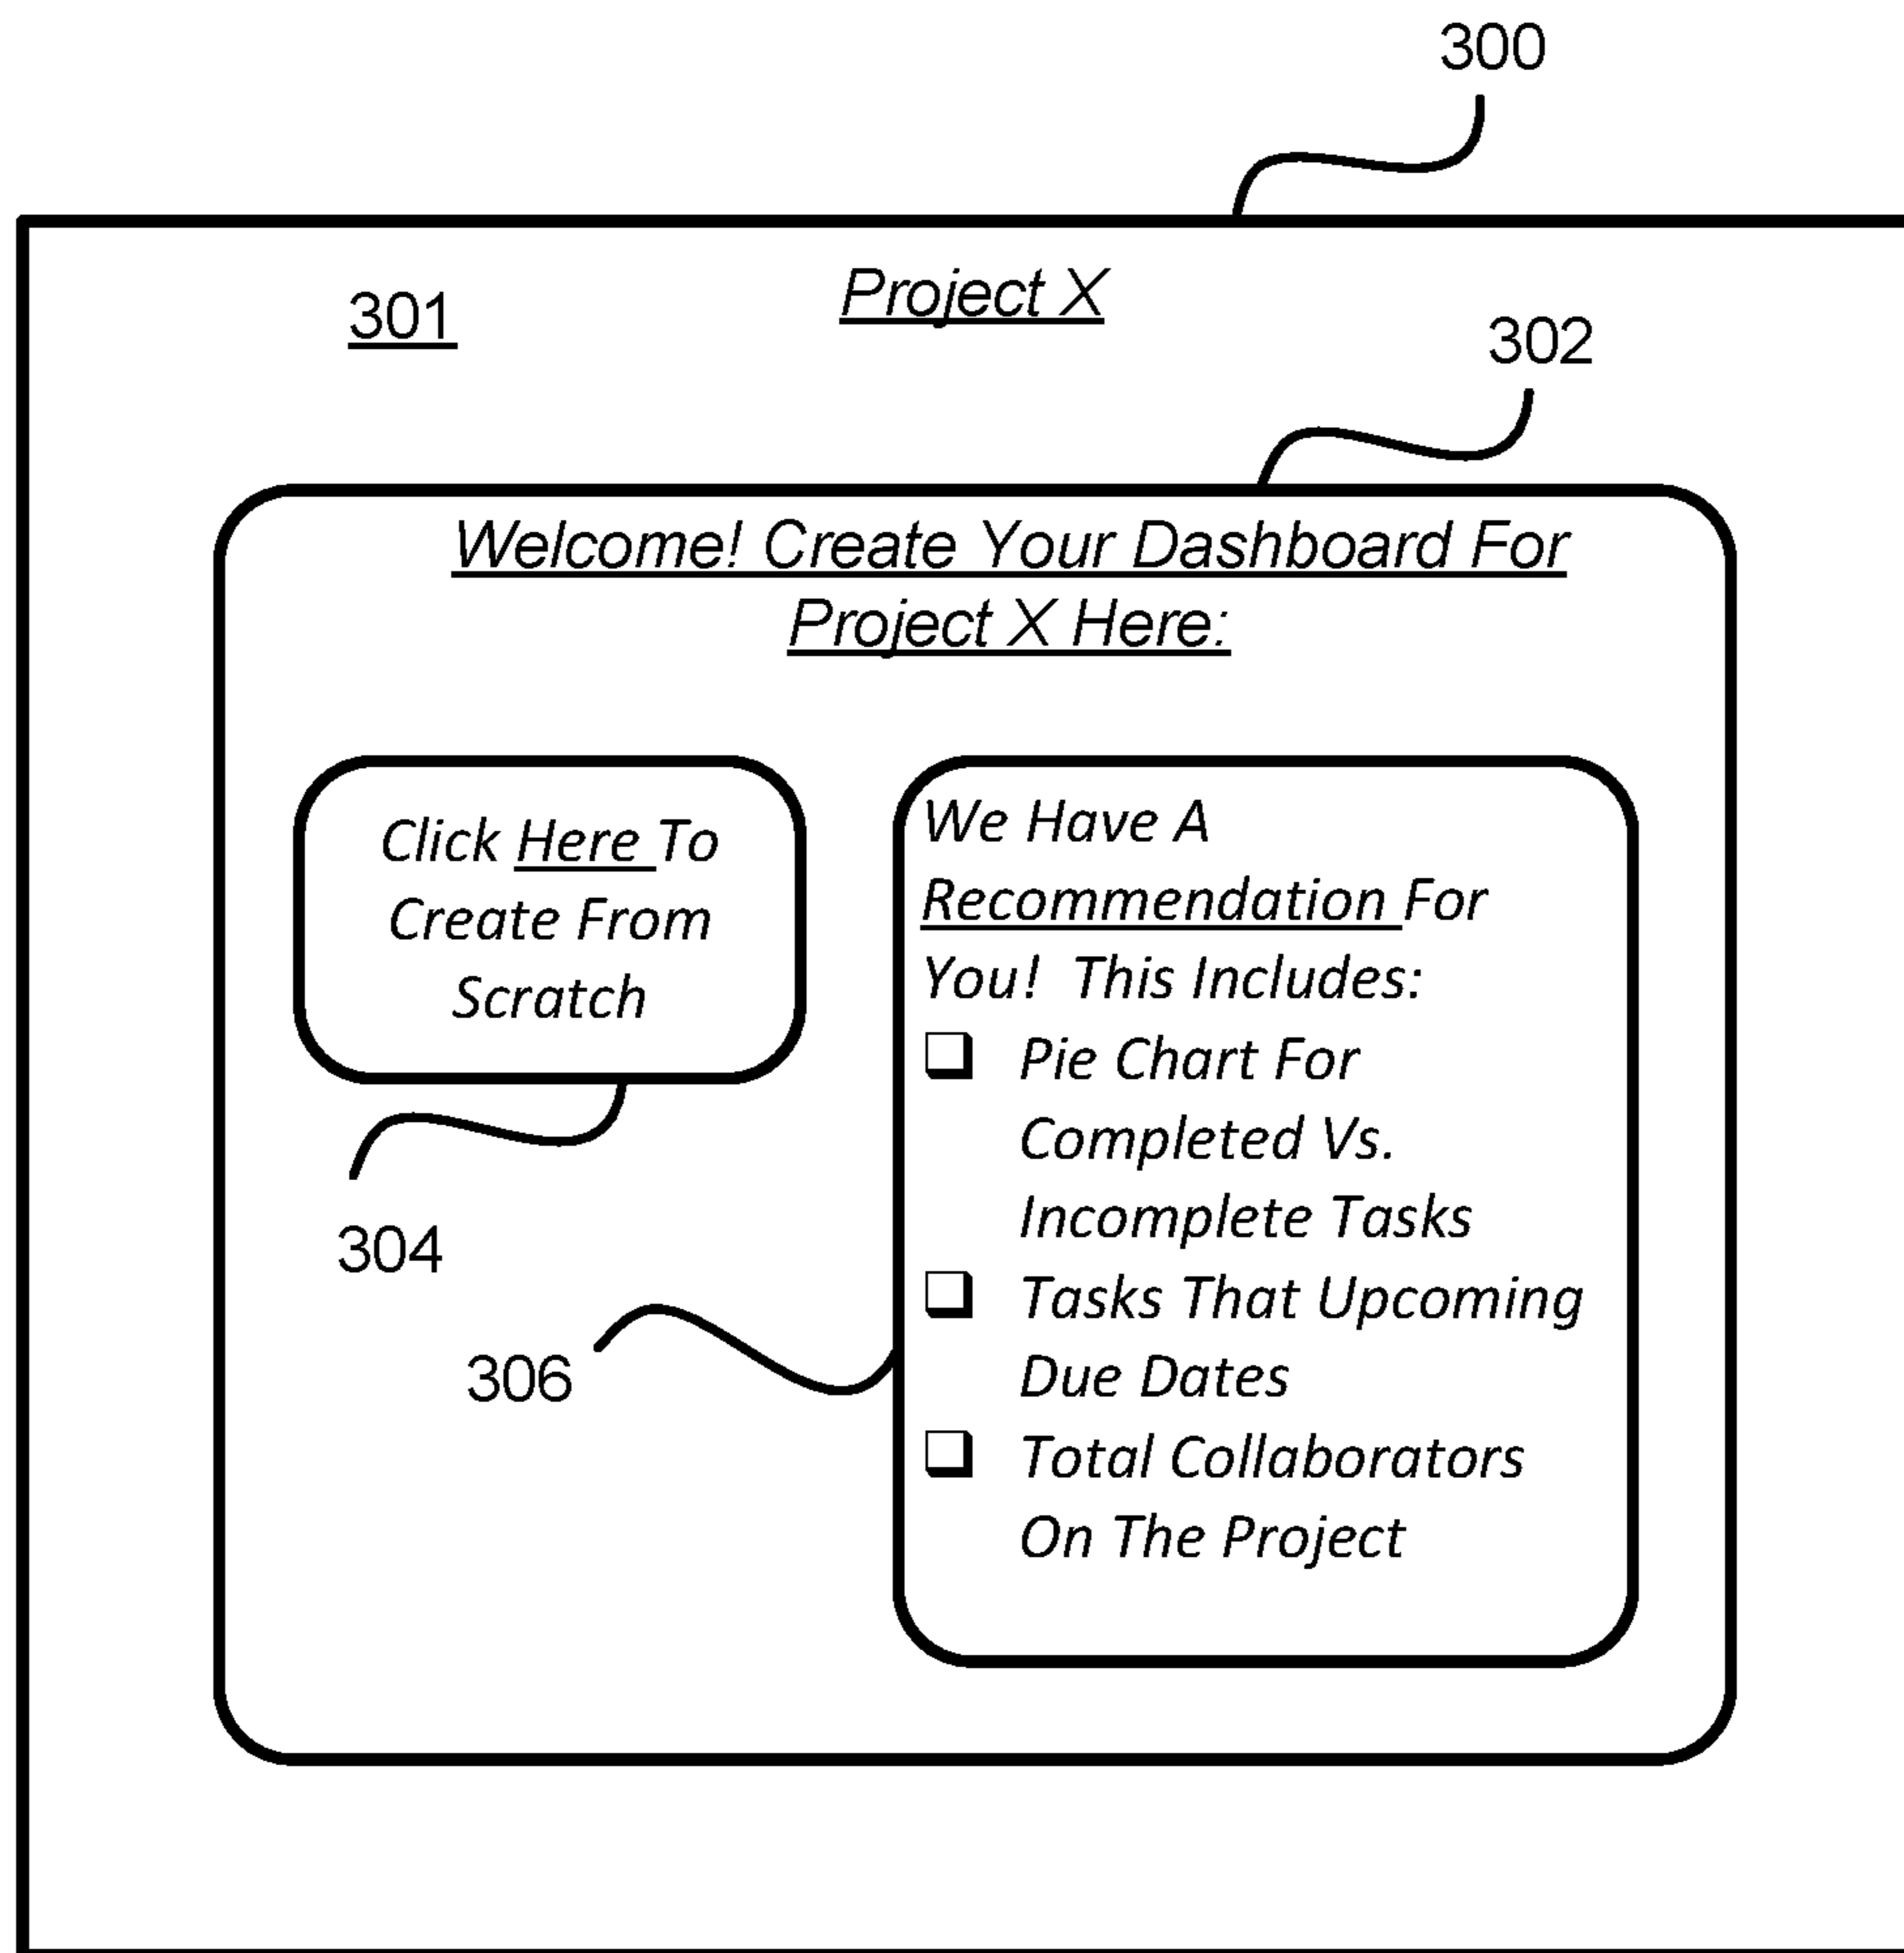 300
301
Project X
302
Welcome! Create Your Dashboard For
Project X Here:
Click Here To
Create From
Scratch
304
306
We Have A
Recommendation For
You! This Includes:
Pie Chart For
Completed Vs.
Incomplete Tasks
Tasks That Upcoming
Due Dates
Total Collaborators
On The Project